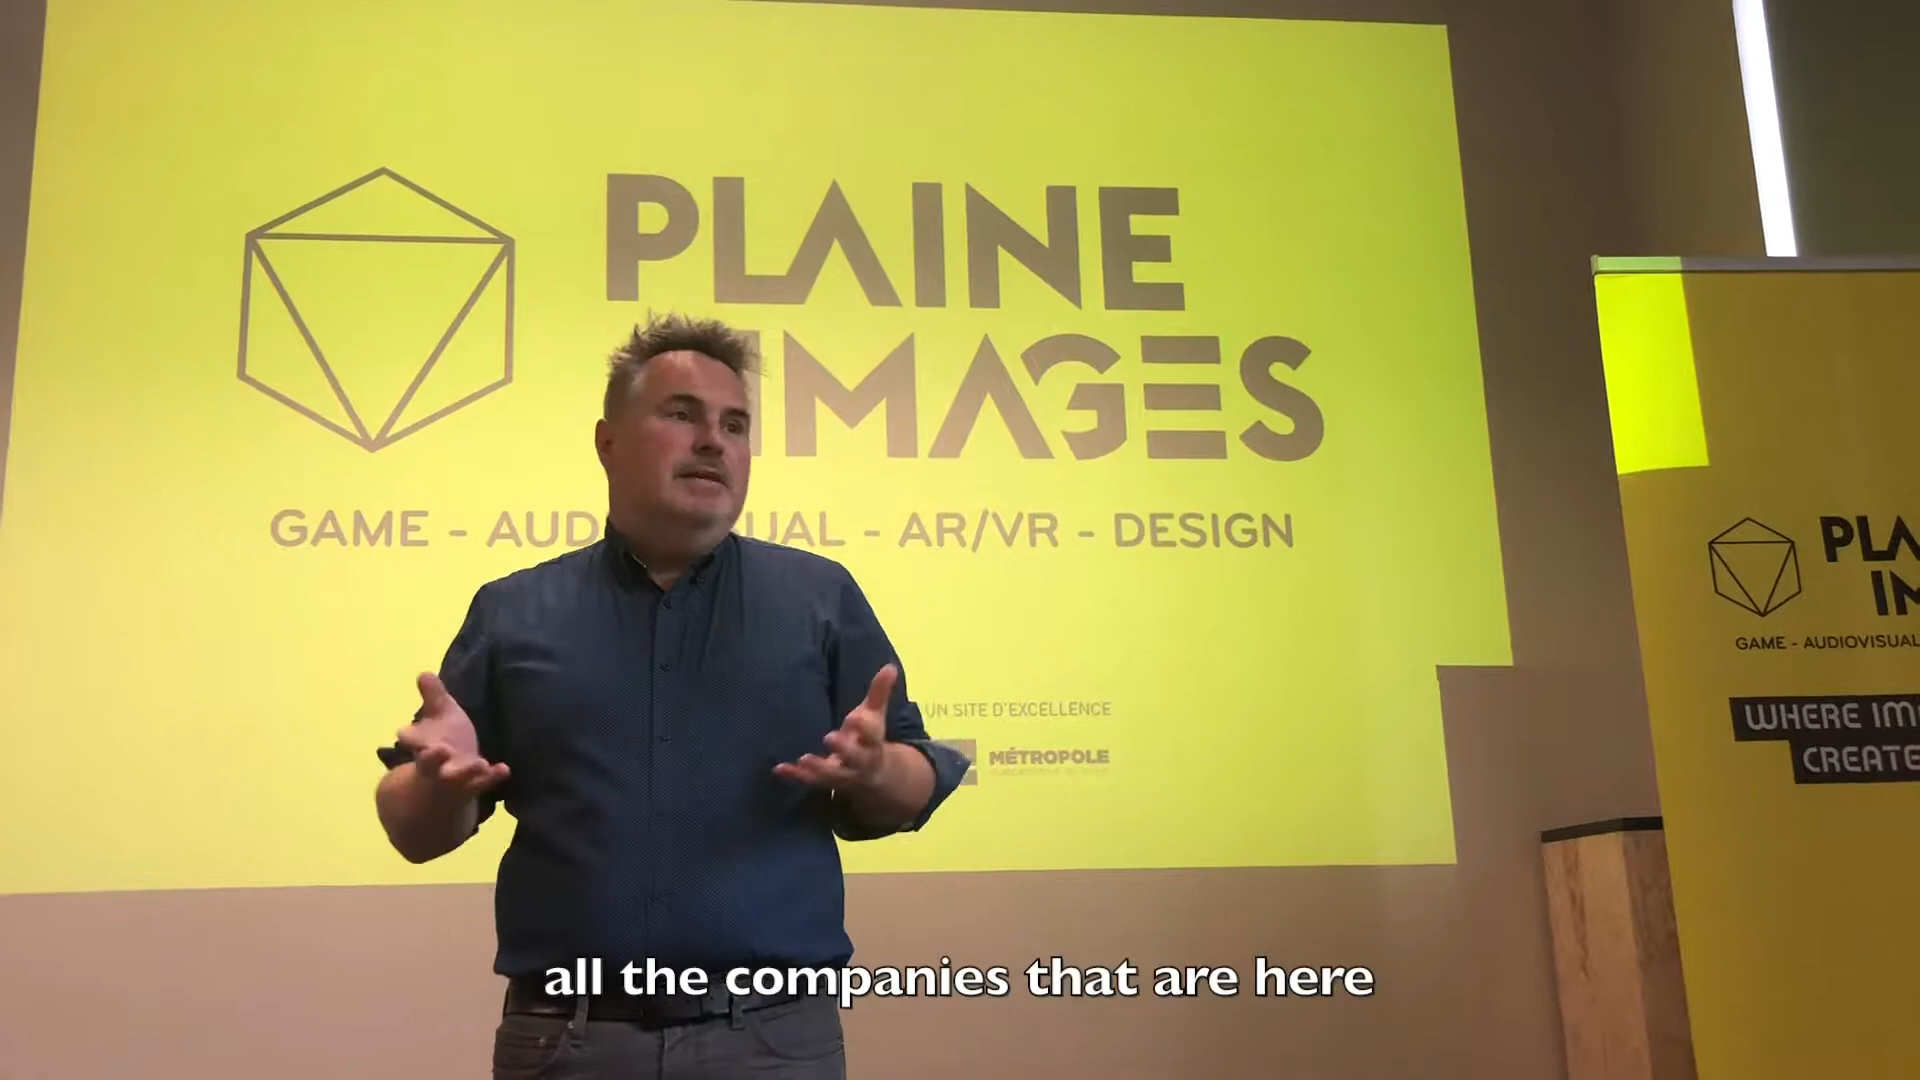 PLAINE
IMAGES
GAME - AUD UAL - AR/VR - DESIGN
UN SITE D'EXCELLENCE
MÉTROPOLE
PLA
IM
GAME - AUDIOVISUAL
WHERE IM
CREATE
all the companies that are here